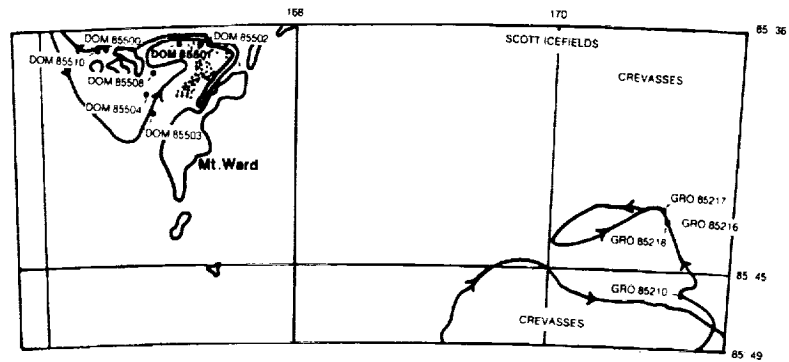 168
170
85 36
SCOTT ICEFIELDS
CREVASSES
DOM 85509
DOM 85501
DOM 85502
DOM 85510
DOM 85508
DOM 85504
DOM 85503
Mt. Ward
GRO 85217
GRO 85216
GRO 85218
85 45
GRO 85210
CREVASSES
85 49